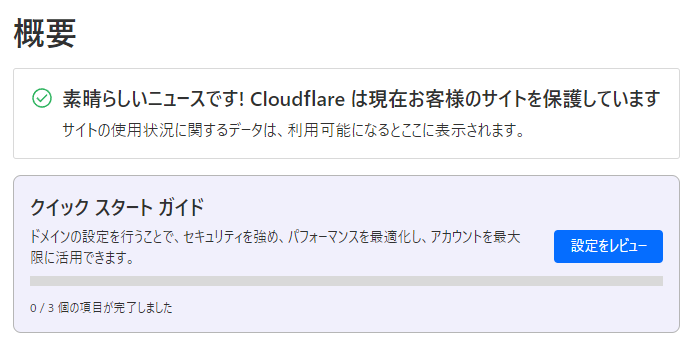 概要
素晴らしいニュースです! Cloudflare は現在お客様のサイトを保護しています
サイトの使用状況に関するデータは、利用可能になるとここに表示されます。
クイック スタート ガイド
ドメインの設定を行うことで、セキュリティを強め、パフォーマンスを最適化し、アカウントを最大
限に活用できます。
設定をレビュー
0 / 3 個の項目が完了しました